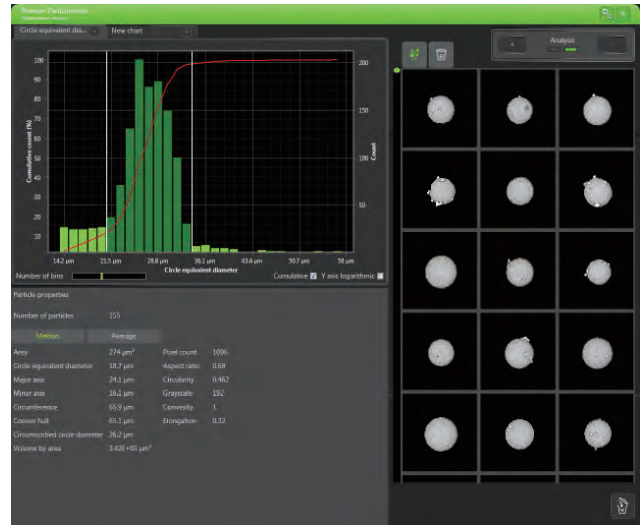 Circle equivalent dia...
New chart
Analysis
Cumulative count (%)
100
90
80
70
60
50
40
30
20
10
200
150
100
50
Count
14.2 µm 21.5 µm 28.8 µm 36.1 µm 43.4 µm 50.7 µm 58 µm
Circle equivalent diameter
Number of bins
Cumulative
Y axis logarithmic
Particle properties
Number of particles 155
Median Average
Area 274 µm² Pixel count 1096
Circle equivalent diameter 18.7 µm Aspect ratio 0.68
Major axis 24.1 µm Circularity 0.462
Minor axis 16.1 µm Grayscale 192
Circumference 65.9 µm Convexity 1
Convex hull 65.1 µm Elongation 0.32
Circumscribed circle diameter 26.2 µm
Volume by area 3.42E+03 µm³